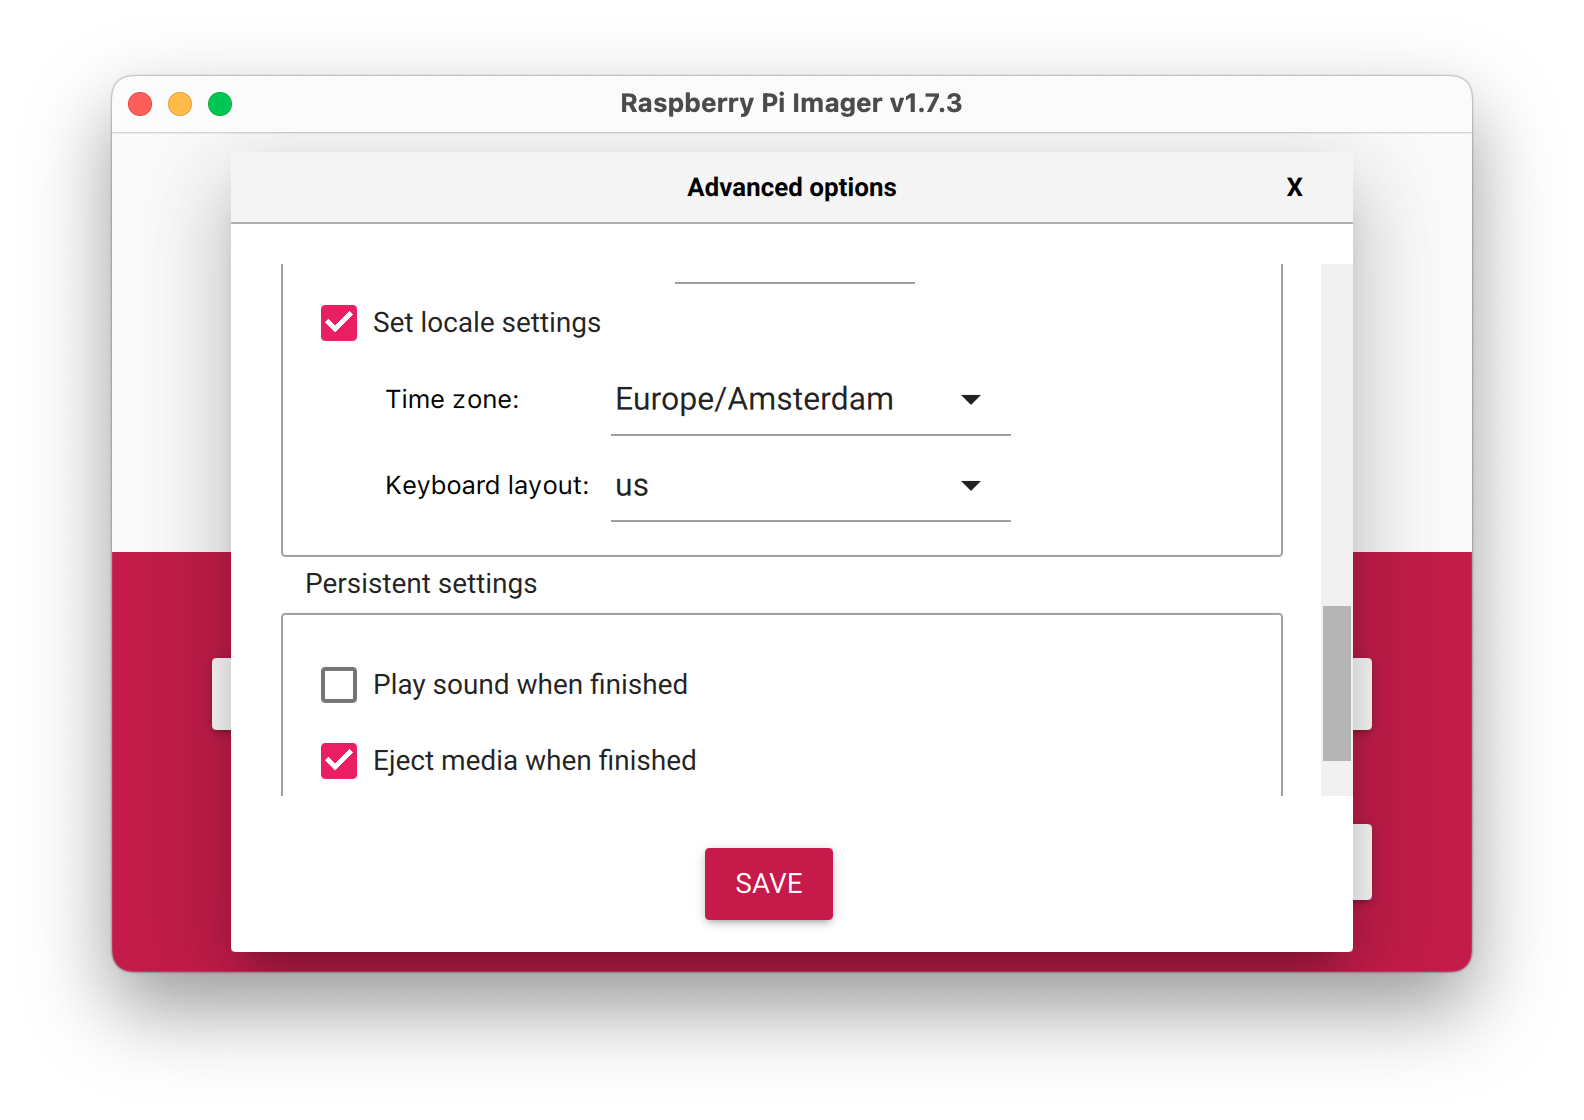 Raspberry Pi Imager v1.7.3
Advanced options X
Set locale settings
Time zone: Europe/Amsterdam
Keyboard layout: us
Persistent settings
Play sound when finished
Eject media when finished
SAVE